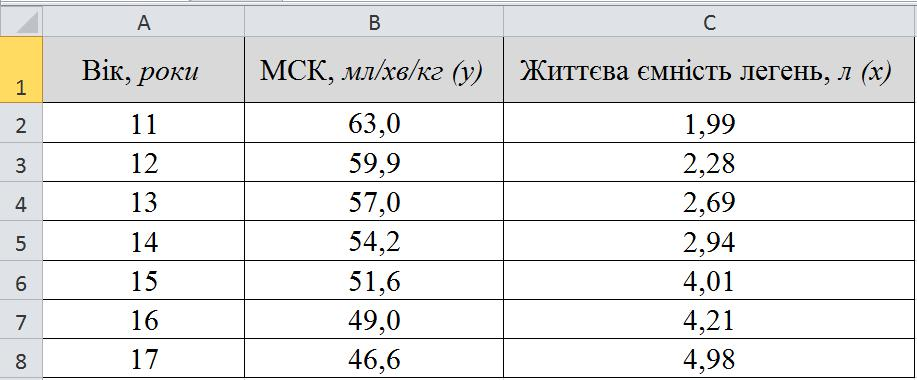 A B C
1 Вік, роки МСК, мл/хв/кг (у) Життєва ємність легень, л (х)
2 11 63,0 1,99
3 12 59,9 2,28
4 13 57,0 2,69
5 14 54,2 2,94
6 15 51,6 4,01
7 16 49,0 4,21
8 17 46,6 4,98